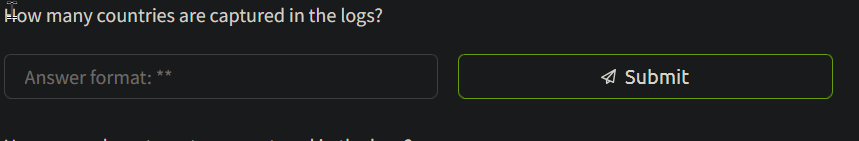 How many countries are captured in the logs?
Answer format: **
Submit